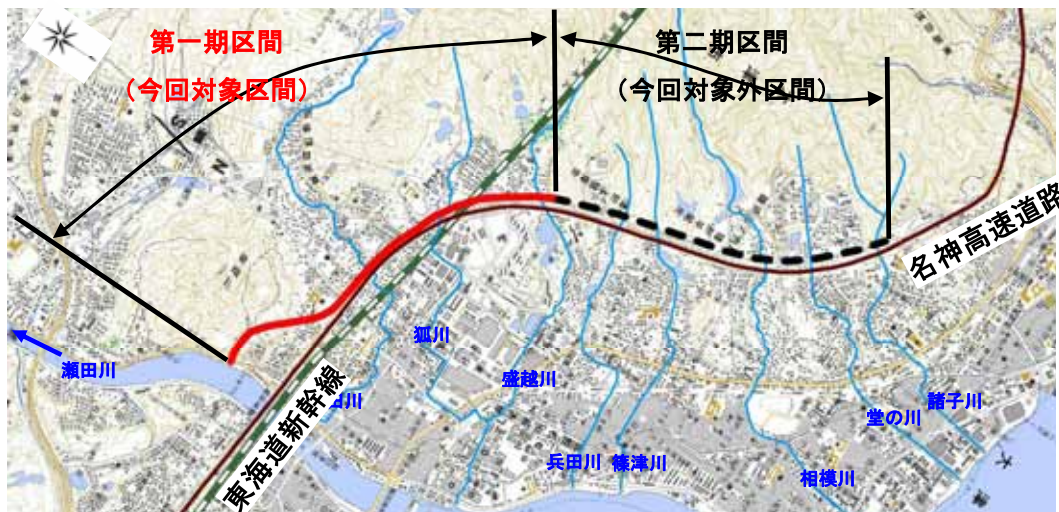 第一期区間
(今回対象区間)
第二期区間
(今回対象外区間)
名神高速道路
瀬田川
東海道新幹線
田川
狐川
盛越川
兵田川
篠津川
相模川
堂の川
諸子川